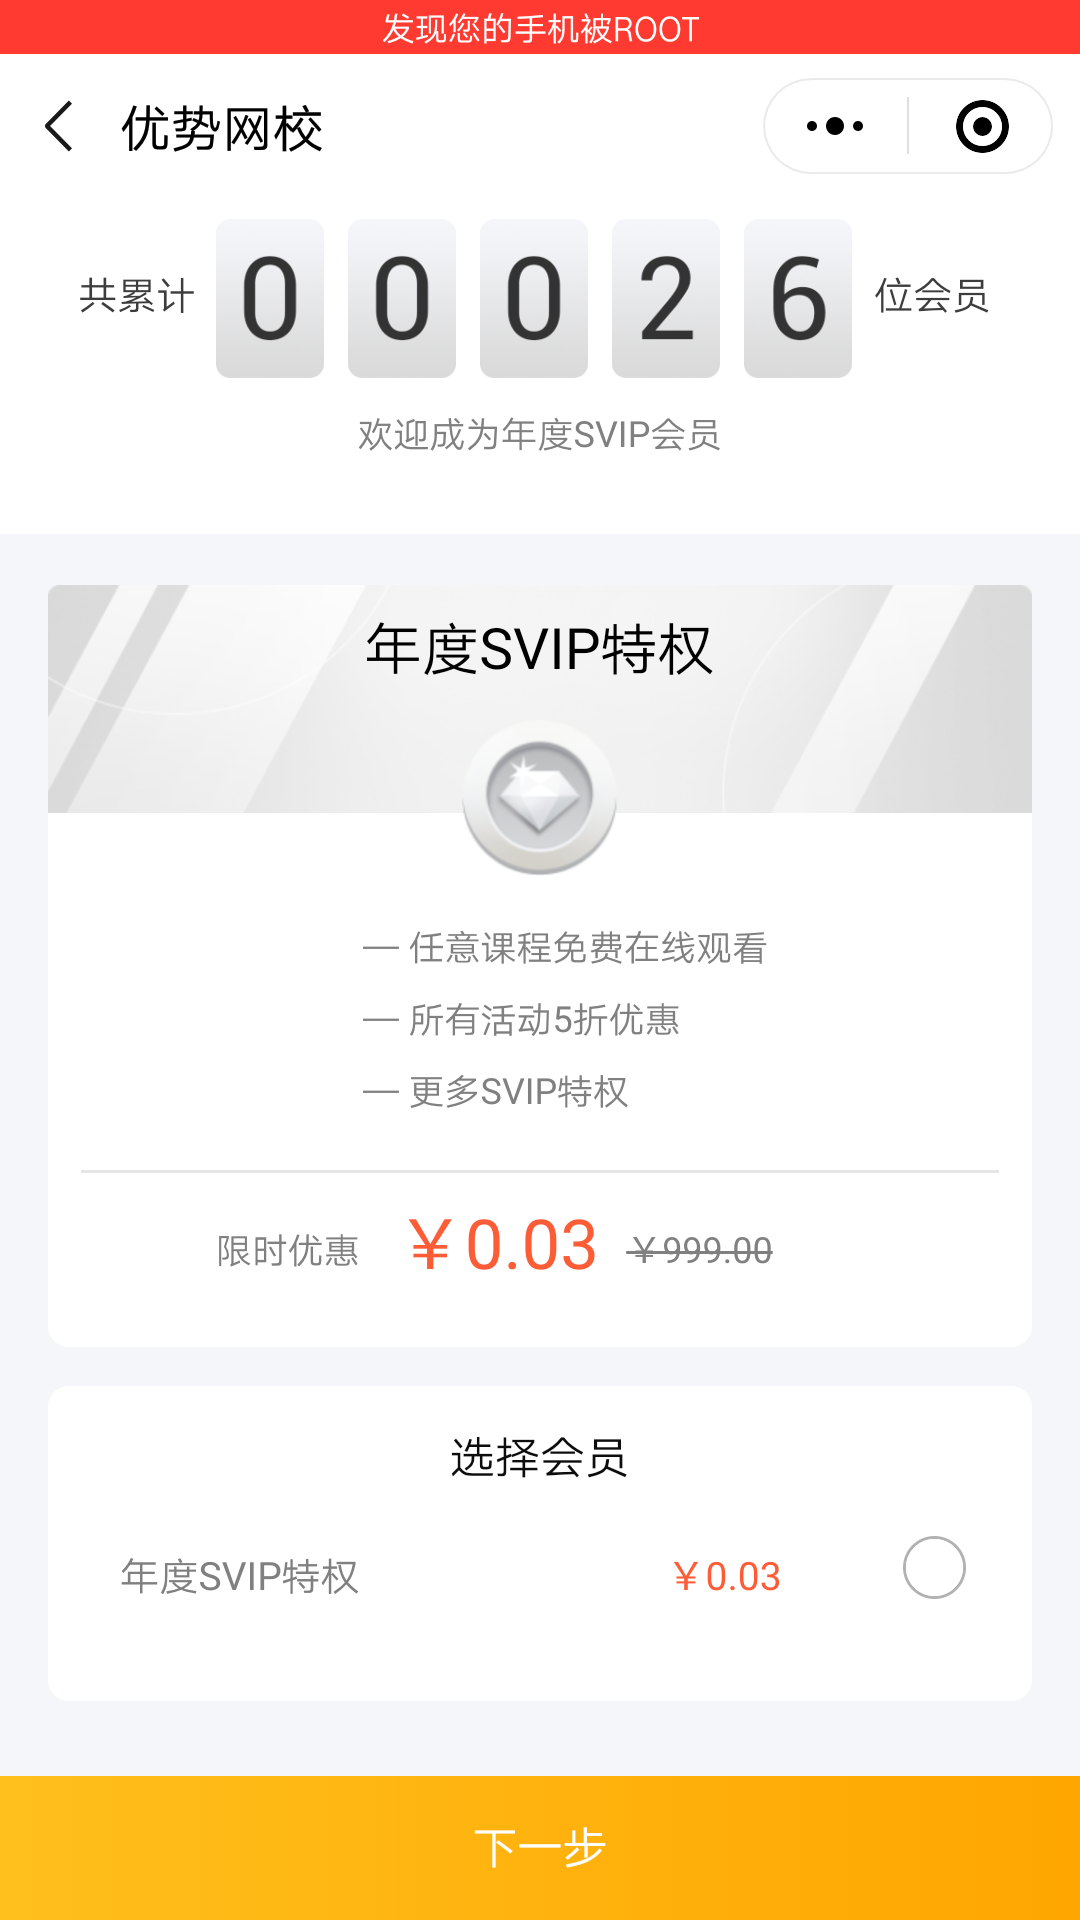 发现您的手机被ROOT
优势网校
共累计 0 0 0 2 6 位会员
欢迎成为年度SVIP会员
年度SVIP特权
— 任意课程免费在线观看
— 所有活动5折优惠
— 更多SVIP特权
限时优惠 ￥0.03 ￥999.00
选择会员
年度SVIP特权 ￥0.03
下一步